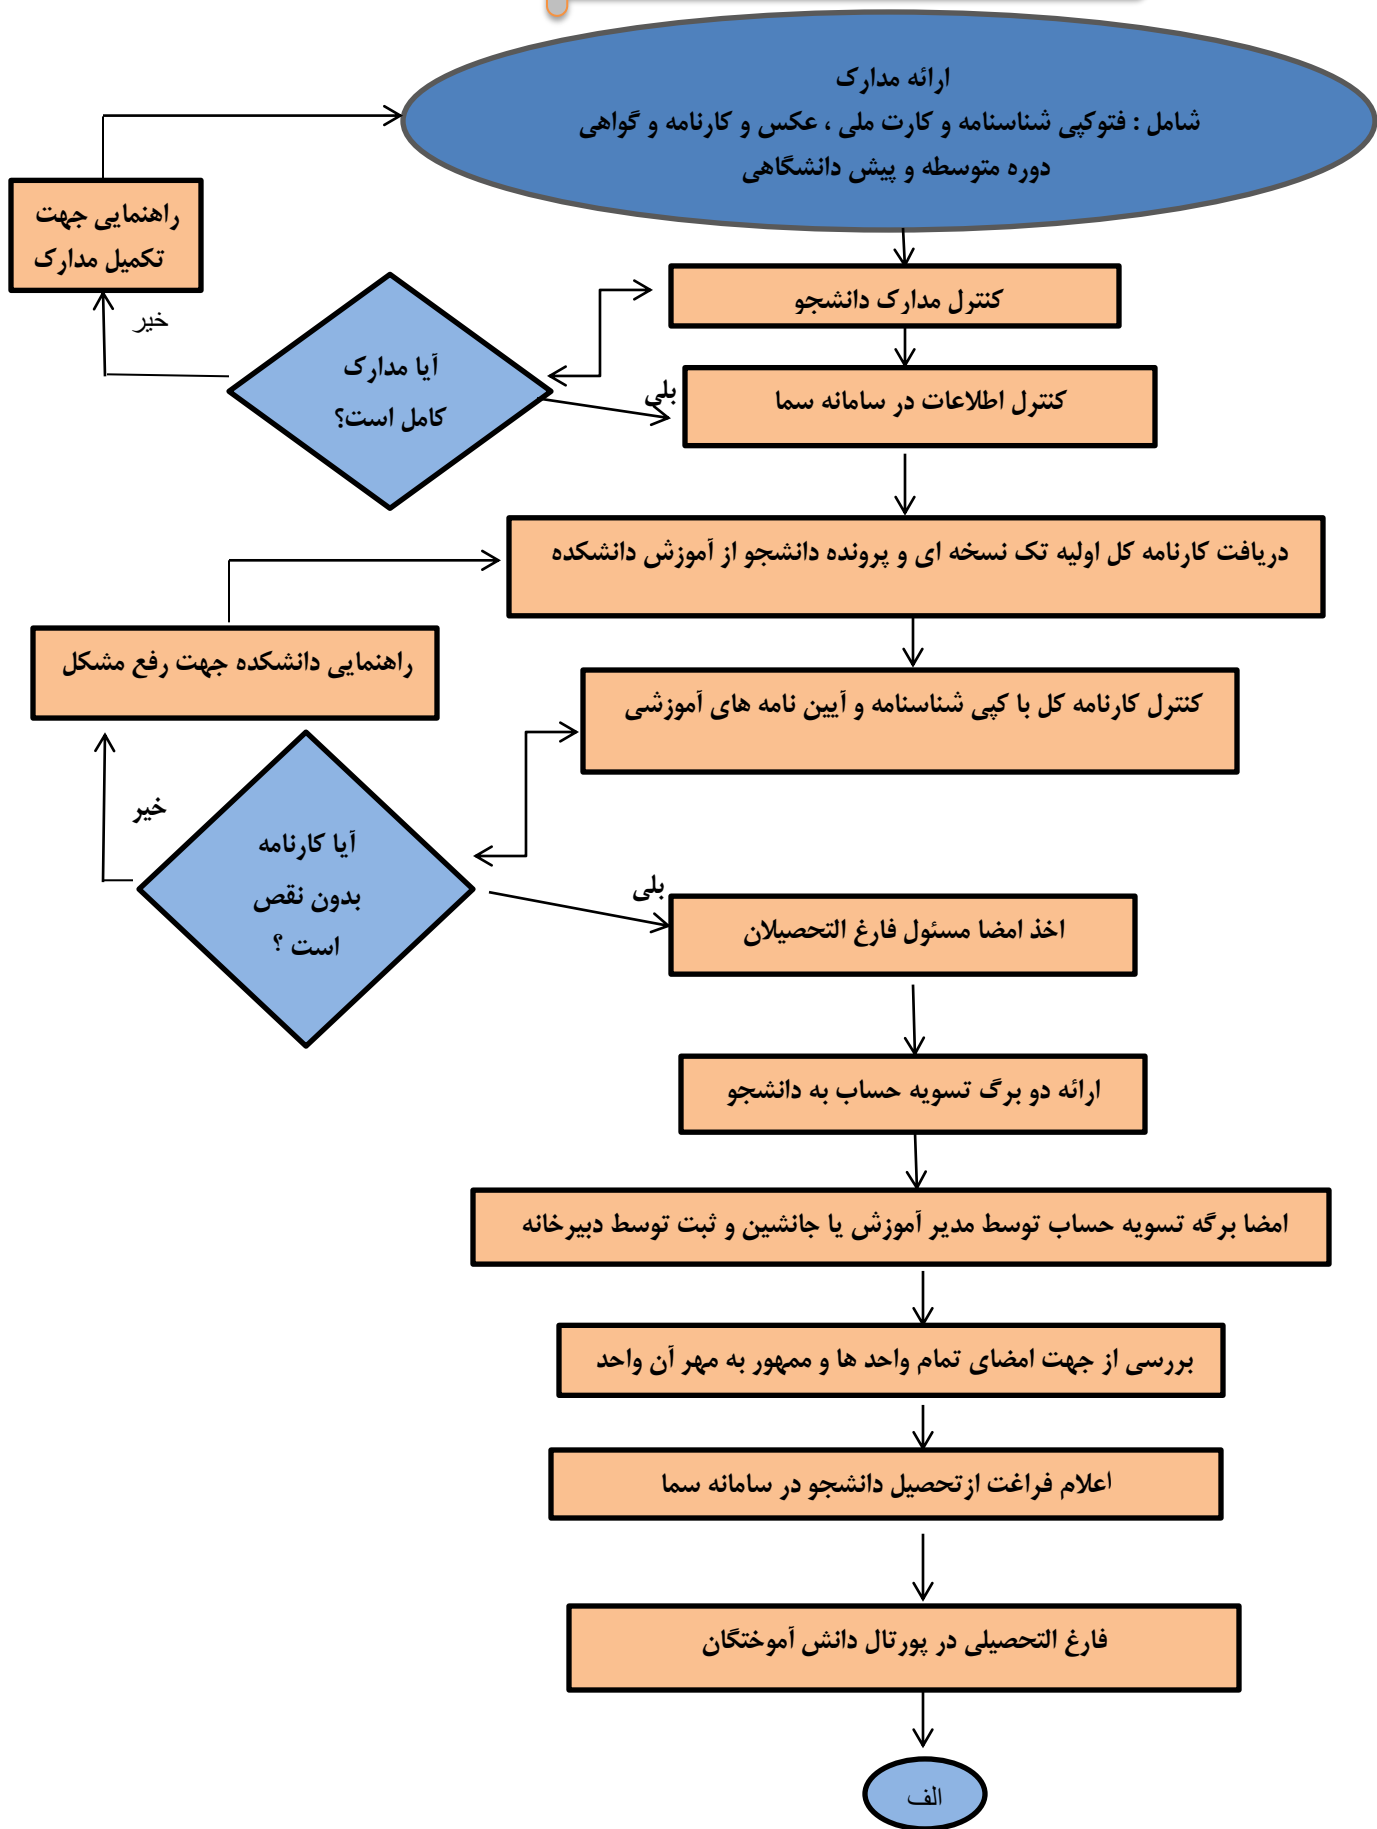 ارائه مدارک
شامل : فتوکپی شناسنامه و کارت ملی ، عکس و کارنامه و گواهی
دوره متوسطه و پیش دانشگاهی
راهنمایی جهت
تکمیل مدارک
خیر
کنترل مدارک دانشجو
آیا مدارک
کامل است؟
بلی
کنترل اطلاعات در سامانه سما
دریافت کارنامه کل اولیه تک نسخه ای و پرونده دانشجو از آموزش دانشکده
راهنمایی دانشکده جهت رفع مشکل
کنترل کارنامه کل با کپی شناسنامه و آیین نامه های آموزشی
خیر
آیا کارنامه
بدون نقص
است ؟
بلی
اخذ امضا مسئول فارغ التحصیلان
ارائه دو برگ تسویه حساب به دانشجو
امضا برگه تسویه حساب توسط مدیر آموزش یا جانشین و ثبت توسط دبیرخانه
بررسی از جهت امضای تمام واحد ها و ممهور به مهر آن واحد
اعلام فراغت ازتحصیل دانشجو در سامانه سما
فارغ التحصیلی در پورتال دانش آموختگان
الف